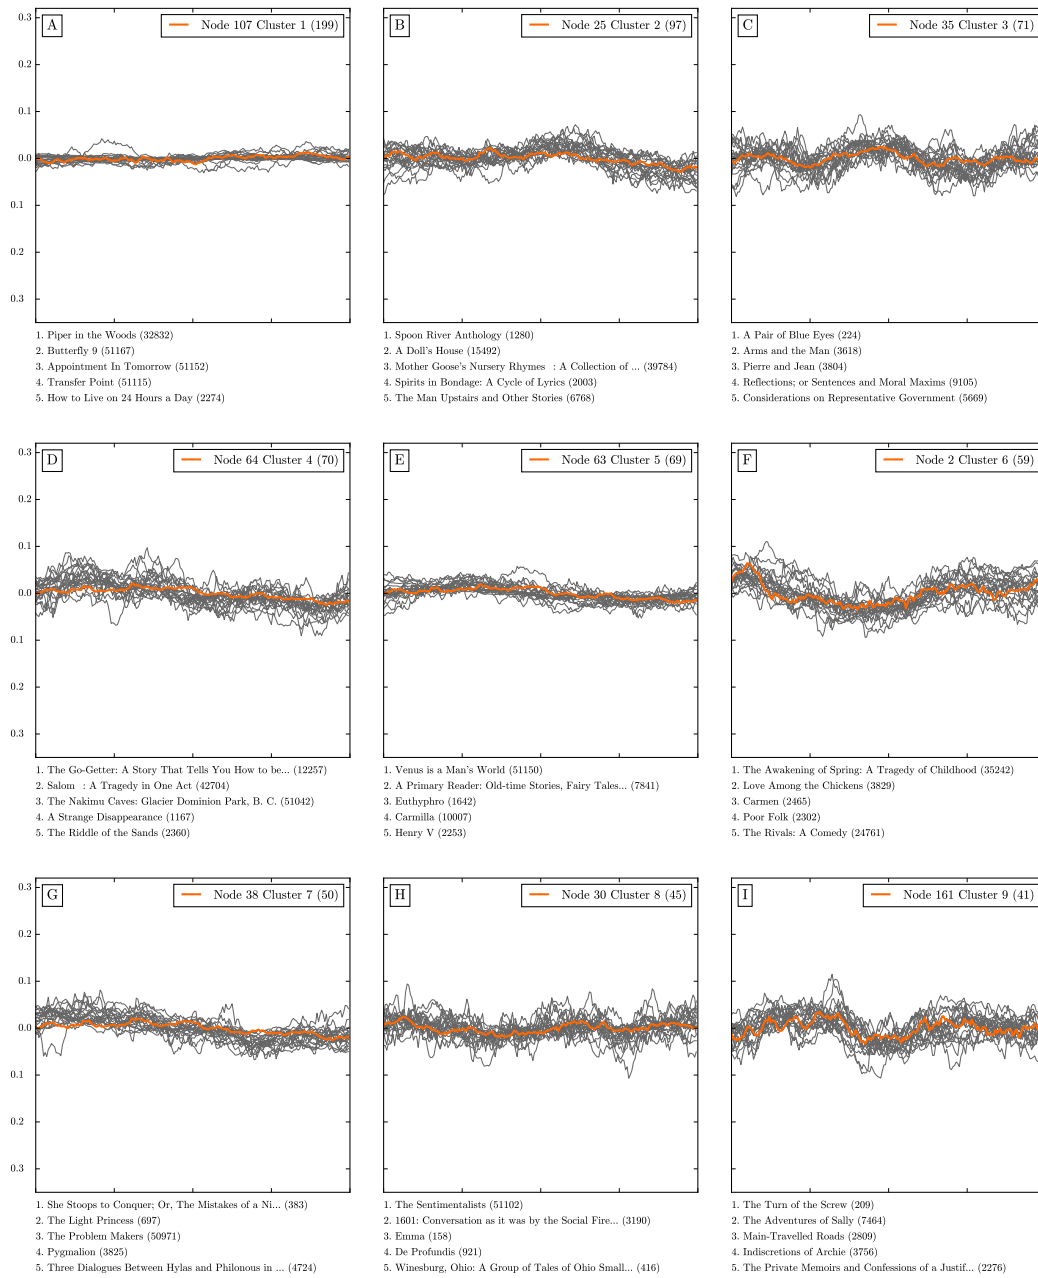 A
Node 107 Cluster 1 (199)
B
Node 25 Cluster 2 (97)
C
Node 35 Cluster 3 (71)
0.3
0.2
0.1
0.0
0.1
0.2
0.3
1. Piper in the Woods (32832)
2. Butterfly 9 (51167)
3. Appointment In Tomorrow (51152)
4. Transfer Point (51115)
5. How to Live on 24 Hours a Day (2274)
1. Spoon River Anthology (1280)
2. A Doll's House (15492)
3. Mother Goose's Nursery Rhymes : A Collection of ... (39784)
4. Spirits in Bondage: A Cycle of Lyrics (2003)
5. The Man Upstairs and Other Stories (6768)
1. A Pair of Blue Eyes (224)
2. Arms and the Man (3618)
3. Pierre and Jean (3804)
4. Reflections; or Sentences and Moral Maxims (9105)
5. Considerations on Representative Government (5669)
D
Node 64 Cluster 4 (70)
E
Node 63 Cluster 5 (69)
F
Node 2 Cluster 6 (59)
0.3
0.2
0.1
0.0
0.1
0.2
0.3
1. The Go-Getter: A Story That Tells You How to be... (12257)
2. Salom : A Tragedy in One Act (42704)
3. The Nakimu Caves: Glacier Dominion Park, B. C. (51042)
4. A Strange Disappearance (1167)
5. The Riddle of the Sands (2360)
1. Venus is a Man's World (51150)
2. A Primary Reader: Old-time Stories, Fairy Tales... (7841)
3. Euthyphro (1642)
4. Carmilla (10007)
5. Henry V (2253)
1. The Awakening of Spring: A Tragedy of Childhood (35242)
2. Love Among the Chickens (3829)
3. Carmen (2465)
4. Poor Folk (2302)
5. The Rivals: A Comedy (24761)
G
Node 38 Cluster 7 (50)
H
Node 30 Cluster 8 (45)
I
Node 161 Cluster 9 (41)
0.3
0.2
0.1
0.0
0.1
0.2
0.3
1. She Stoops to Conquer; Or, The Mistakes of a Ni... (383)
2. The Light Princess (697)
3. The Problem Makers (50971)
4. Pygmalion (3825)
5. Three Dialogues Between Hylas and Philonous in ... (4724)
1. The Sentimentalists (51102)
2. 1601: Conversation as it was by the Social Fire... (3190)
3. Emma (158)
4. De Profundis (921)
5. Winesburg, Ohio: A Group of Tales of Ohio Small... (416)
1. The Turn of the Screw (209)
2. The Adventures of Sally (7464)
3. Main-Travelled Roads (2809)
4. Indiscretions of Archie (3756)
5. The Private Memoirs and Confessions of a Justif... (2276)